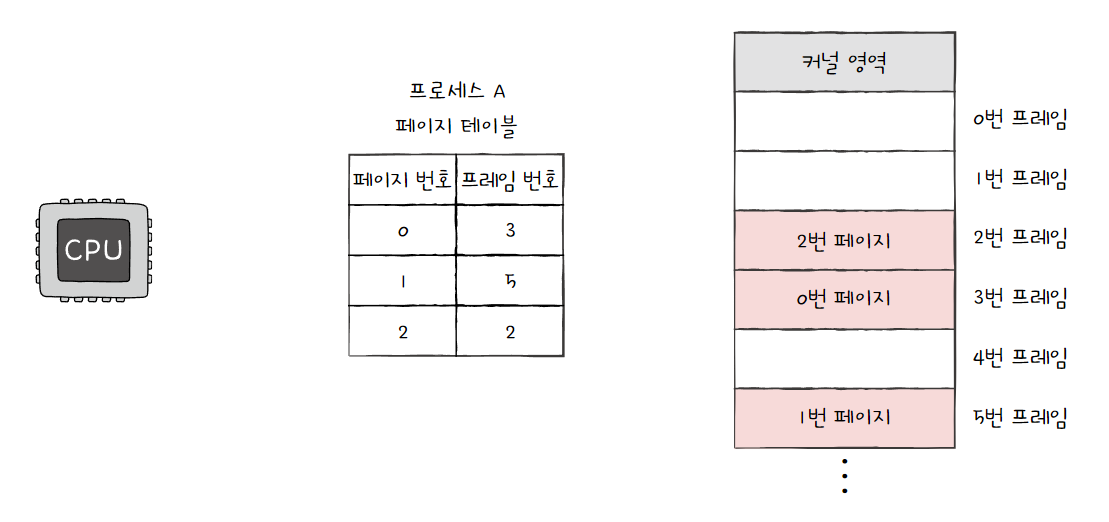 CPU
프로세스 A
페이지 테이블
페이지 번호 프레임 번호
0 3
1 5
2 2
커널 영역
0번 프레임
1번 프레임
2번 페이지 2번 프레임
0번 페이지 3번 프레임
4번 프레임
1번 페이지 5번 프레임